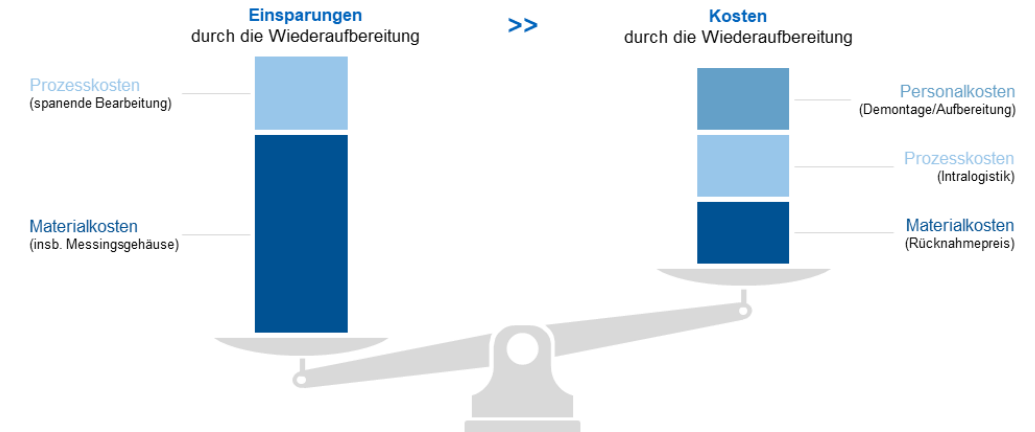 Einsparungen
durch die Wiederaufbereitung
>>
Kosten
durch die Wiederaufbereitung
Prozesskosten
(spanende Bearbeitung)
Materialkosten
(insb. Messingsgehäuse)
Personalkosten
(Demontage/Aufbereitung)
Prozesskosten
(Intralogistik)
Materialkosten
(Rücknahmepreis)